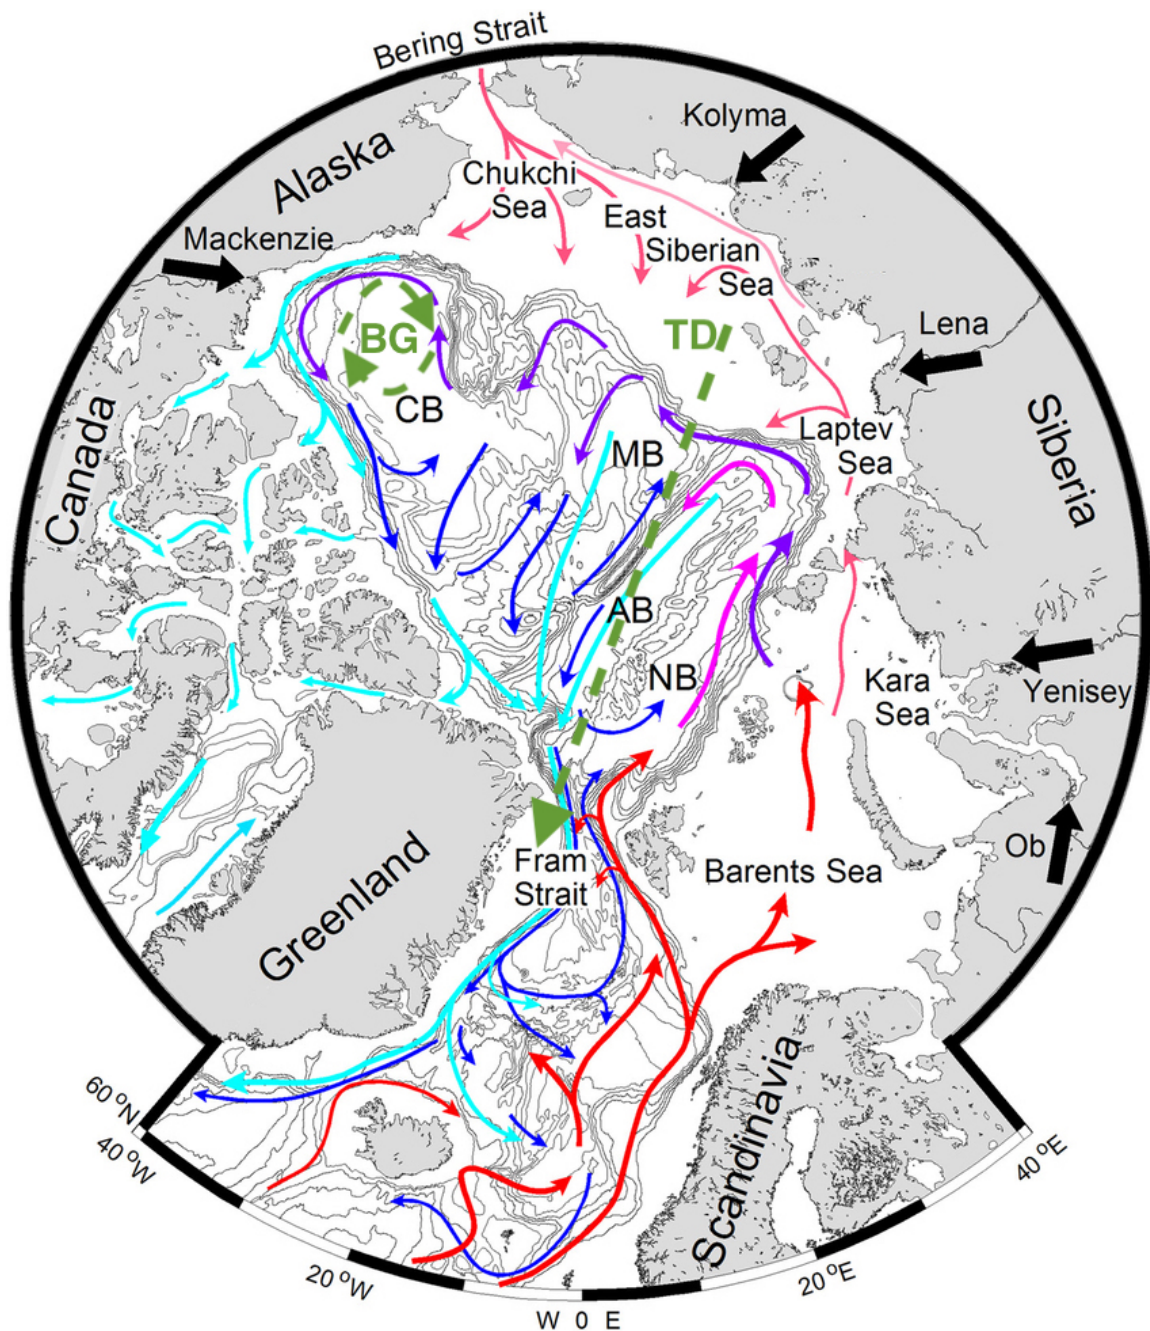 Bering Strait
Kolyma
Alaska
Chukchi
Sea
East
Siberian
Sea
Mackenzie
BG
TD
Lena
CB
Canada
Laptev
Sea
Siberia
MB
AB
NB
Kara
Sea
Yenisey
Ob
Fram
Strait
Barents Sea
Greenland
Scandinavia
60 °N
40 °W
20 °W
W 0 E
20 °E
40 °E